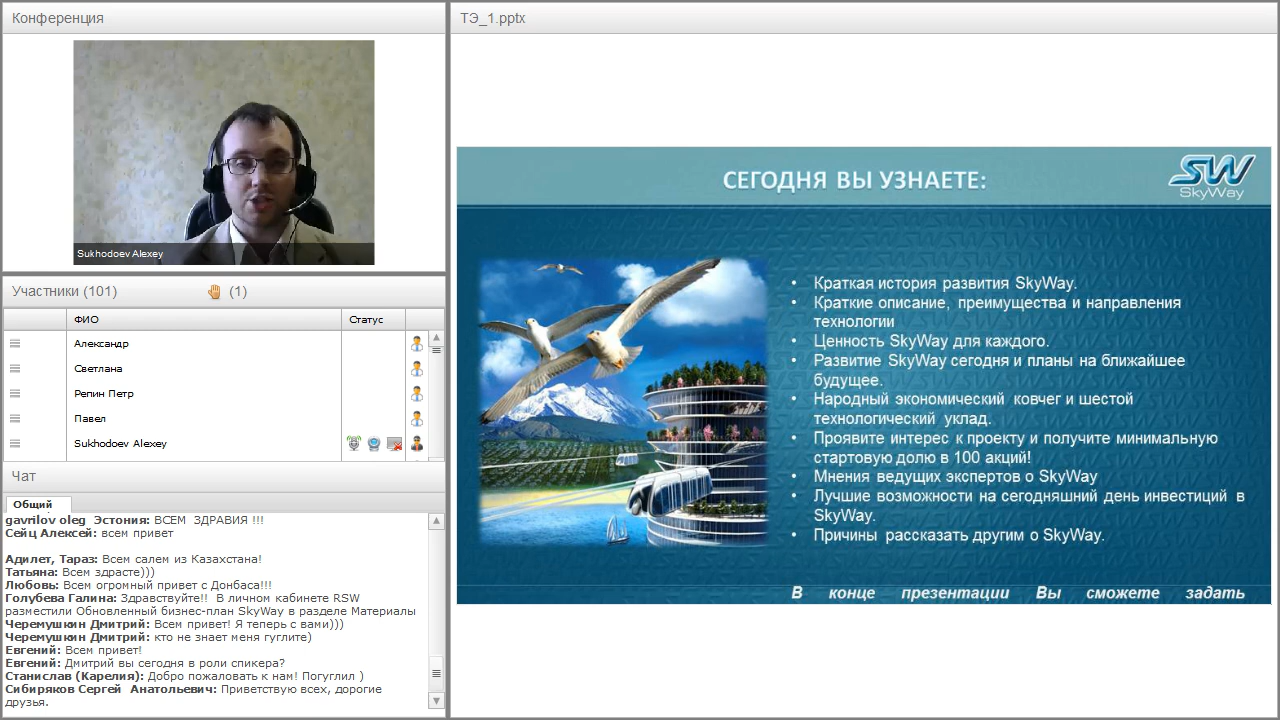 Конференция
Sukhodoev Alexey
Участники (101)
(1)
ФИО
Статус
Александр
Светлана
Репин Петр
Павел
Sukhodoev Alexey
Чат
Общий
gavrilov oleg Эстония: ВСЕМ ЗДРАВИЯ !!!
Сейц Алексей: всем привет
Адилет, Тараз: Всем салем из Казахстана!
Татьяна: Всем здрасте)))
Любовь: Всем огромный привет с Донбаса!!!
Голубева Галина: Здравствуйте!! В личном кабинете RSW
разместили Обновленный бизнес-план SkyWay в разделе Материалы
Черемушкин Дмитрий: Всем привет! Я теперь с вами)))
Черемушкин Дмитрий: кто не знает меня гуглите)
Евгений: Всем привет!
Евгений: Дмитрий вы сегодня в роли спикера?
Станислав (Карелия): Добро пожаловать к нам! Погуглил )
Сибиряков Сергей Анатольевич: Приветствую всех, дорогие
друзья.
ТЭ_1.pptx
СЕГОДНЯ ВЫ УЗНАЕТЕ:
SW
SkyWay
• Краткая история развития SkyWay.
• Краткие описание, преимущества и направления
технологии
• Ценность SkyWay для каждого.
• Развитие SkyWay сегодня и планы на ближайшее
будущее.
• Народный экономический ковчег и шестой
технологический уклад.
• Проявите интерес к проекту и получите минимальную
стартовую долю в 100 акций!
• Мнения ведущих экспертов о SkyWay
• Лучшие возможности на сегодняшний день инвестиций в
SkyWay.
• Причины рассказать другим о SkyWay.
В конце презентации Вы сможете задать